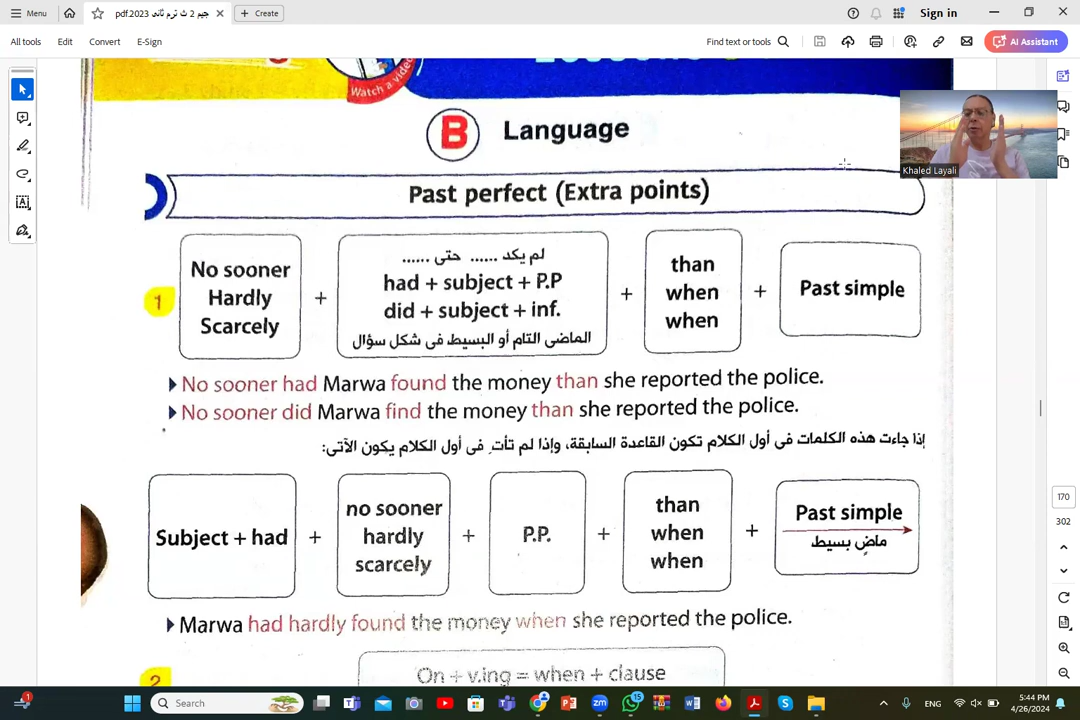 Menu
جيم 2 ث ترم ثانى 2023.pdf
Create
Sign in
All tools
Edit
Convert
E-Sign
Find text or tools
AI Assistant
Watch a video
B Language
Khaled Layali
Past perfect (Extra points)
1
No sooner
Hardly
Scarcely
+
لم يكد ...... حتى ......
had + subject + P.P
did + subject + inf.
الماضى التام أو البسيط فى شكل سؤال
+
than
when
when
+
Past simple
No sooner had Marwa found the money than she reported the police.
No sooner did Marwa find the money than she reported the police.
إذا جاءت هذه الكلمات فى أول الكلام تكون القاعدة السابقة، وإذا لم تأت فى أول الكلام يكون الآتى:
Subject + had
+
no sooner
hardly
scarcely
+
P.P.
+
than
when
when
+
Past simple
ماضٍ بسيط
Marwa had hardly found the money when she reported the police.
2
On + v.ing = when + clause
170
302
1
Search
15
ENG
5:44 PM
4/26/2024